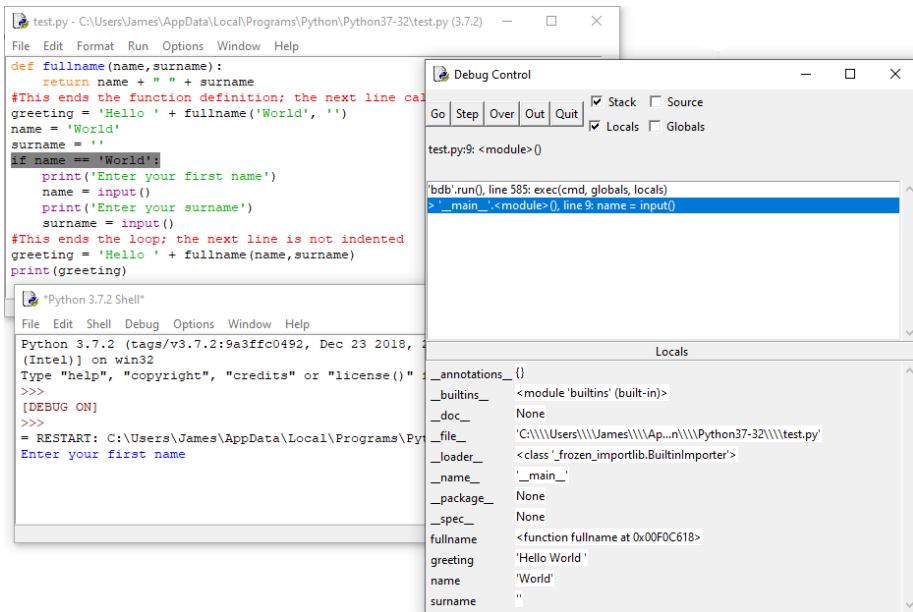 test.py - C:\Users\James\AppData\Local\Programs\Python\Python37-32\test.py (3.7.2)
File Edit Format Run Options Window Help
def fullname(name,surname):
    return name + " " + surname
#This ends the function definition; the next line cal
greeting = 'Hello ' + fullname('World', '')
name = 'World'
surname = ''
if name == 'World':
    print('Enter your first name')
    name = input()
    print('Enter your surname')
    surname = input()
#This ends the loop; the next line is not indented
greeting = 'Hello ' + fullname(name,surname)
print(greeting)
*Python 3.7.2 Shell*
File Edit Shell Debug Options Window Help
Python 3.7.2 (tags/v3.7.2:9a3ffc0492, Dec 23 2018,
(Intel)] on win32
Type "help", "copyright", "credits" or "license()"
>>>
[DEBUG ON]
>>>
= RESTART: C:\Users\James\AppData\Local\Programs\Pyt
Enter your first name
Debug Control
Go Step Over Out Quit
Stack Source
Locals Globals
test.py:9: <module>()
'bdb'.run(), line 585: exec(cmd, globals, locals)
> '__main__'.<module>(), line 9: name = input()
Locals
__annotations__ {}
__builtins__ <module 'builtins' (built-in)>
__doc__ None
__file__ 'C:\\\\Users\\\\James\\\\Ap...n\\\\Python37-32\\\\test.py'
__loader__ <class '_frozen_importlib.BuiltinImporter'>
__name__ '__main__'
__package__ None
__spec__ None
fullname <function fullname at 0x00F0C618>
greeting 'Hello World '
name 'World'
surname ''